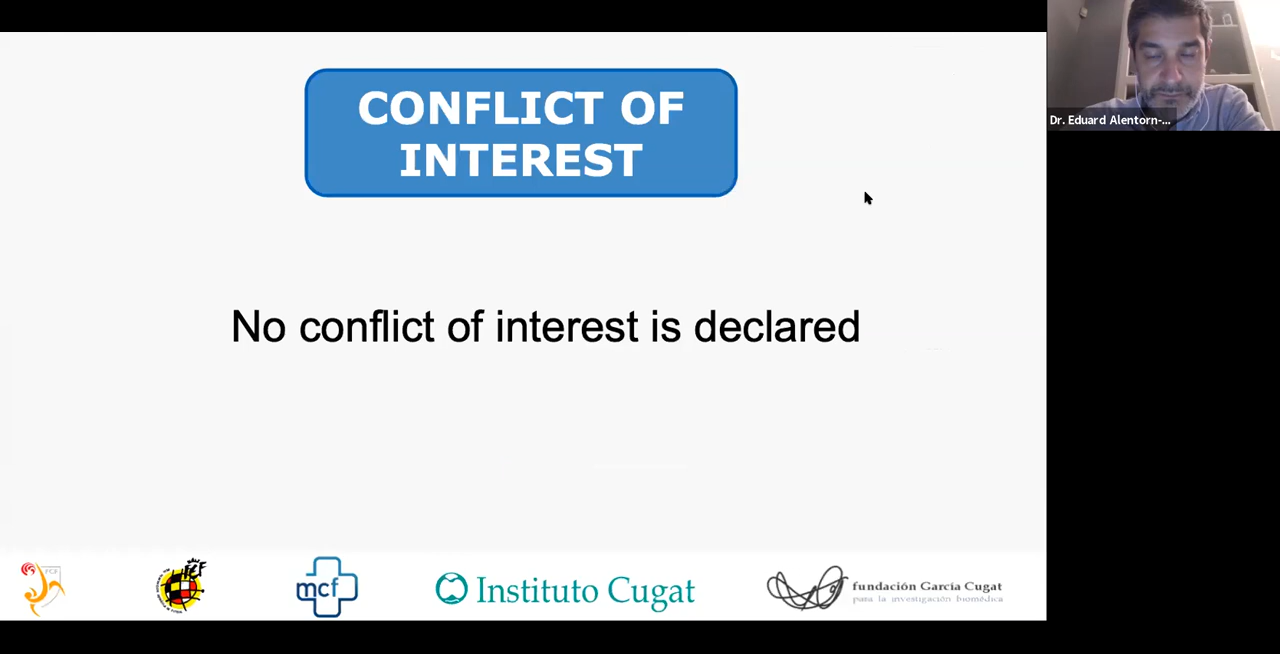 CONFLICT OF
INTEREST
Dr. Eduard Alentorn-...
No conflict of interest is declared
FCF
mcf
Instituto Cugat
fundación García Cugat
para la investigación biomédica